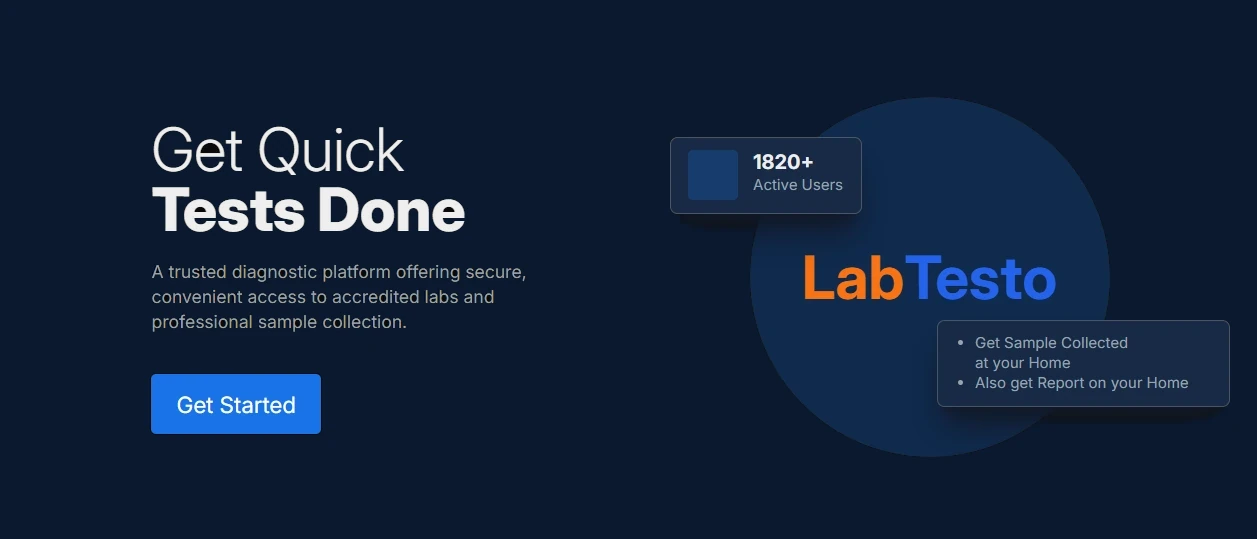 Get Quick
Tests Done
A trusted diagnostic platform offering secure,
convenient access to accredited labs and
professional sample collection.
Get Started
1820+
Active Users
LabTesto
• Get Sample Collected
at your Home
• Also get Report on your Home